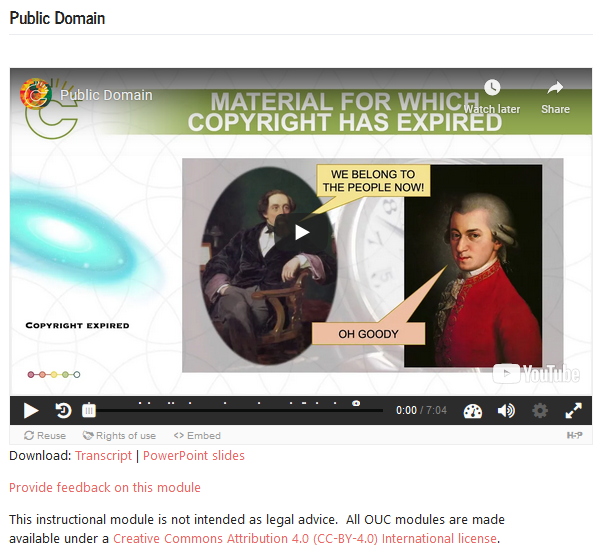 Public Domain
Public Domain
MATERIAL FOR WHICH
COPYRIGHT HAS EXPIRED
Watch later
Share
WE BELONG TO
THE PEOPLE NOW!
COPYRIGHT EXPIRED
OH GOODY
YouTube
0:00 / 7:04
Reuse Rights of use <> Embed H-P
Download: Transcript | PowerPoint slides
Provide feedback on this module
This instructional module is not intended as legal advice. All OUC modules are made
available under a Creative Commons Attribution 4.0 (CC-BY-4.0) International license.